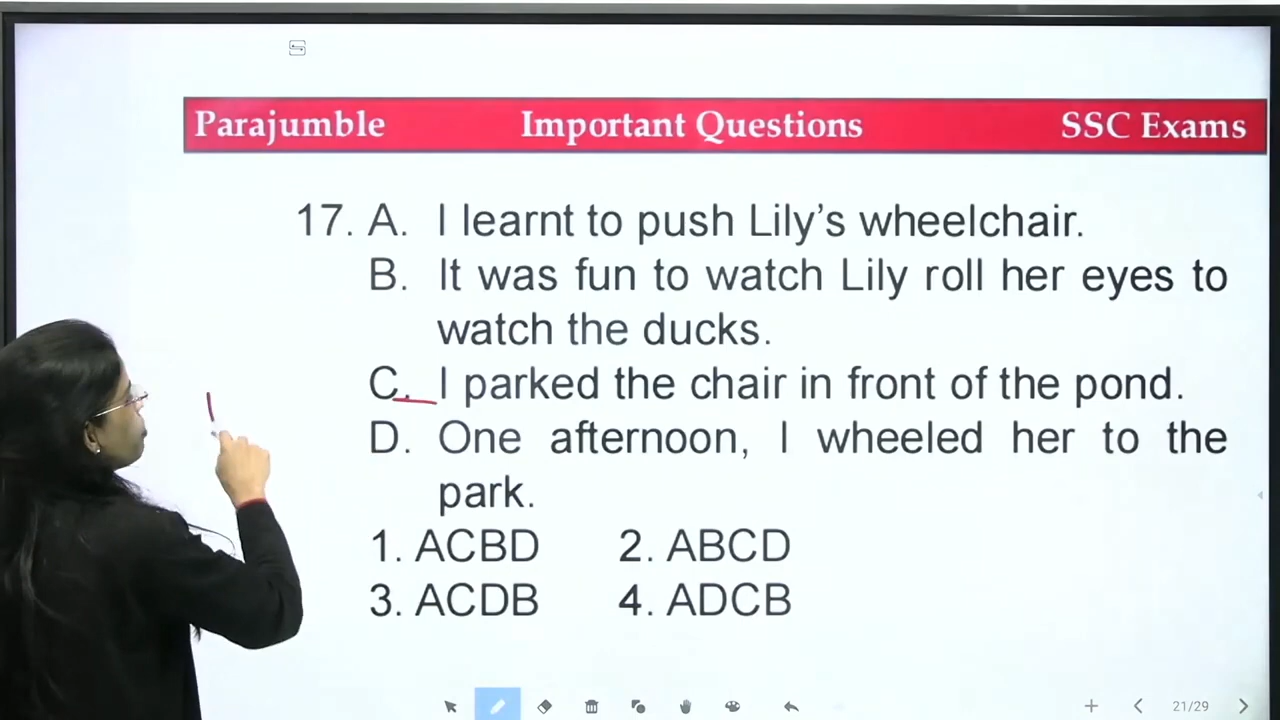 Parajumble Important Questions SSC Exams
17. A. I learnt to push Lily’s wheelchair.
B. It was fun to watch Lily roll her eyes to
watch the ducks.
C. I parked the chair in front of the pond.
D. One afternoon, I wheeled her to the
park.
1. ACBD 2. ABCD
3. ACDB 4. ADCB
21/29